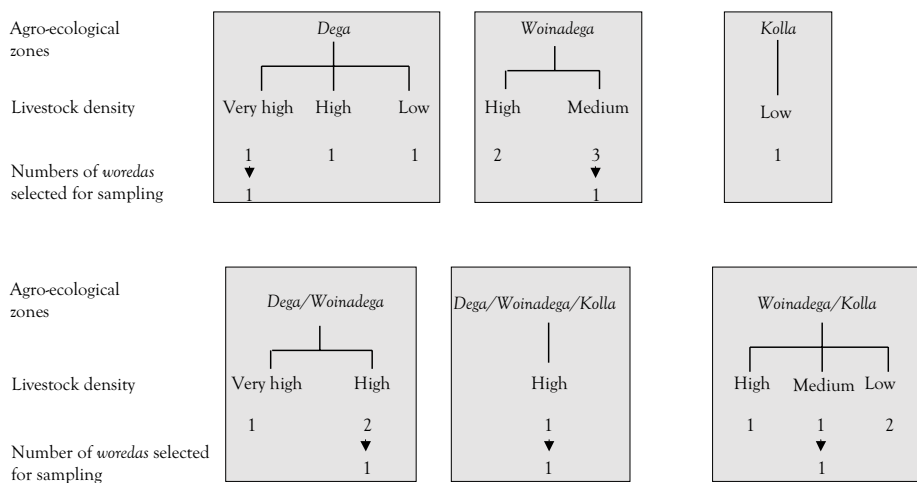 Agro-ecological
zones
Dega Woinadega Kolla
Livestock density Very high High Low High Medium Low
1 1 1 2 3 1
Numbers of woredas
selected for sampling
1 1
Agro-ecological
zones
Dega/Woinadega Dega/Woinadega/Kolla Woinadega/Kolla
Livestock density Very high High High High Medium Low
1 2 1 1 1 2
Number of woredas selected
for sampling
1 1 1